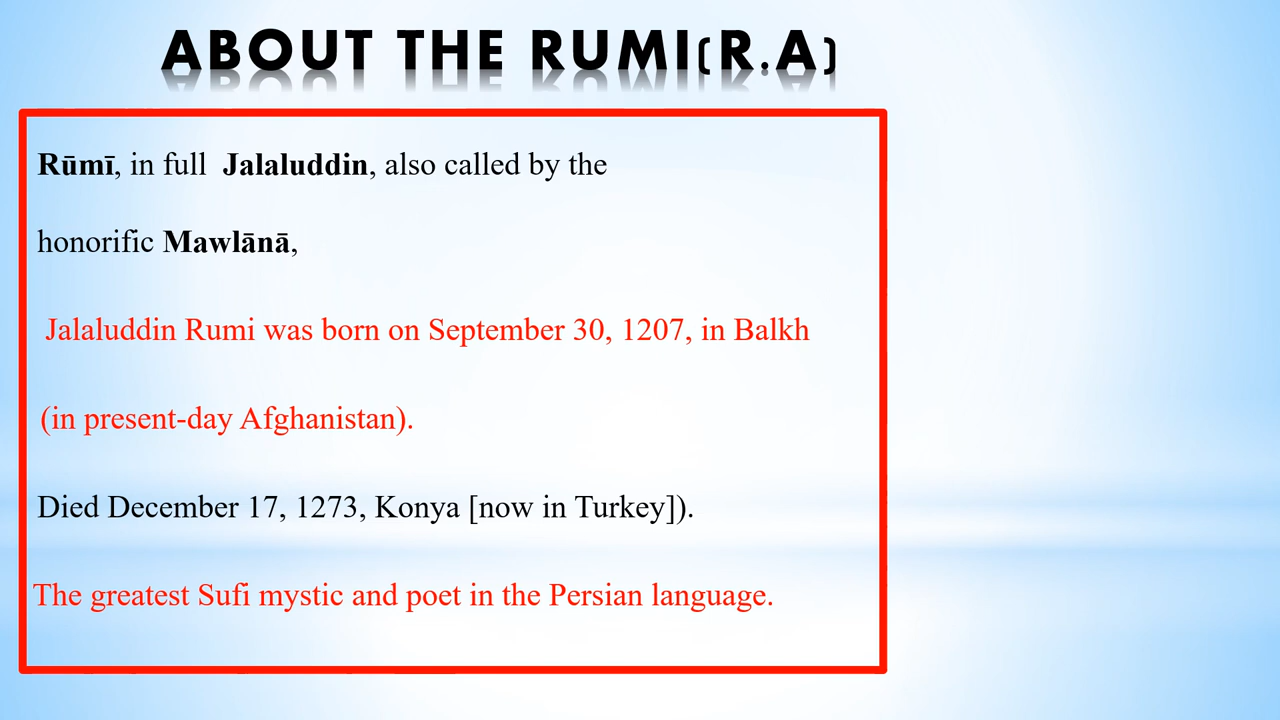 ABOUT THE RUMI(R.A)
Rūmī, in full  Jalaluddin, also called by the
honorific Mawlānā,
Jalaluddin Rumi was born on September 30, 1207, in Balkh
(in present-day Afghanistan).
Died December 17, 1273, Konya [now in Turkey]).
The greatest Sufi mystic and poet in the Persian language.